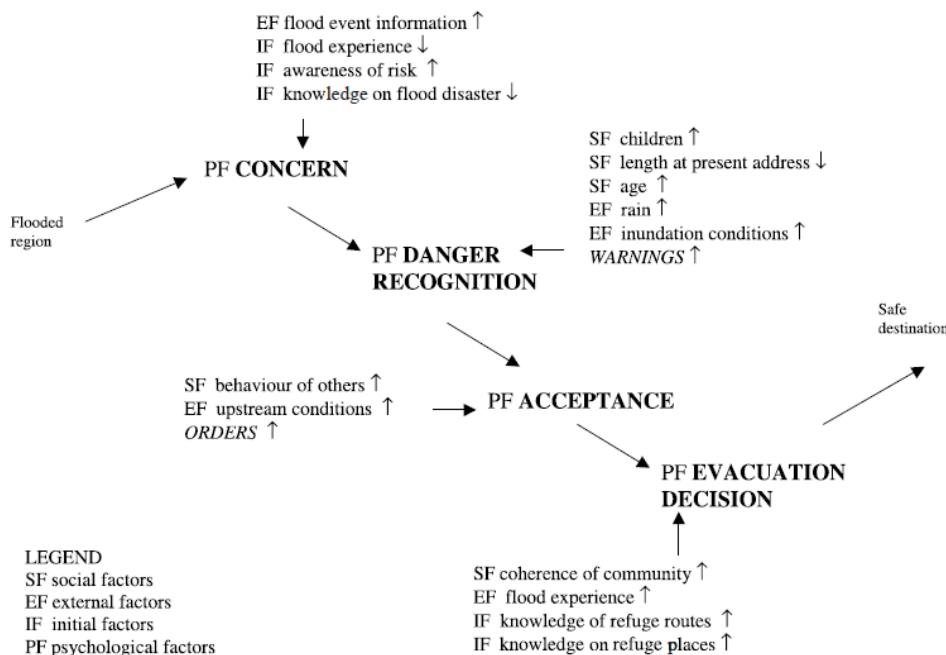 EF flood event information ↑
IF flood experience ↓
IF awareness of risk ↑
IF knowledge on flood disaster ↓
PF CONCERN
Flooded
region
SF children ↑
SF length at present address ↓
SF age ↑
EF rain ↑
EF inundation conditions ↑
WARNINGS ↑
PF DANGER
RECOGNITION
Safe
destination
SF behaviour of others ↑
EF upstream conditions ↑
ORDERS ↑
PF ACCEPTANCE
PF EVACUATION
DECISION
SF coherence of community ↑
EF flood experience ↑
IF knowledge of refuge routes ↑
IF knowledge on refuge places ↑
LEGEND
SF social factors
EF external factors
IF initial factors
PF psychological factors